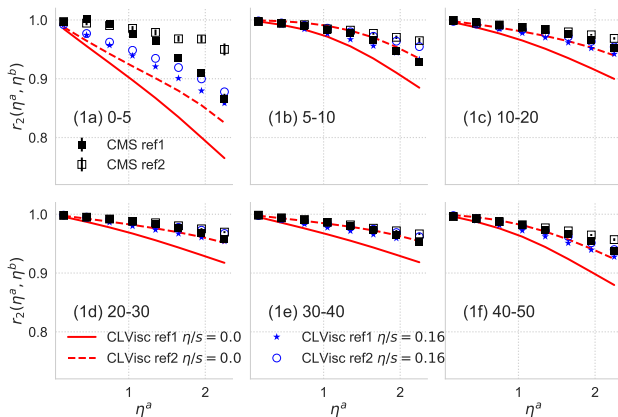 1.0
0.9
0.8
r₂(ηᵃ, ηᵇ)
(1a) 0-5
CMS ref1
CMS ref2
(1b) 5-10
(1c) 10-20
1.0
0.9
0.8
r₂(ηᵃ, ηᵇ)
(1d) 20-30
CLVisc ref1 η/s = 0.0
CLVisc ref2 η/s = 0.0
(1e) 30-40
CLVisc ref1 η/s = 0.16
CLVisc ref2 η/s = 0.16
(1f) 40-50
1 2
1 2
1 2
ηᵃ
ηᵃ
ηᵃ